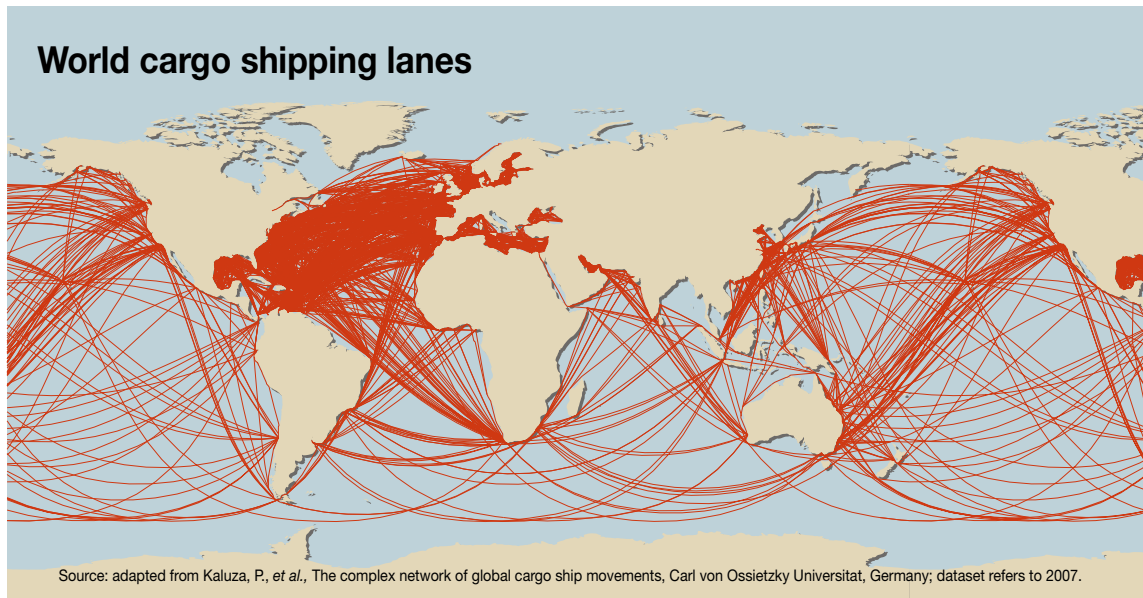 World cargo shipping lanes
Source: adapted from Kaluza, P., et al., The complex network of global cargo ship movements, Carl von Ossietzky Universitat, Germany; dataset refers to 2007.